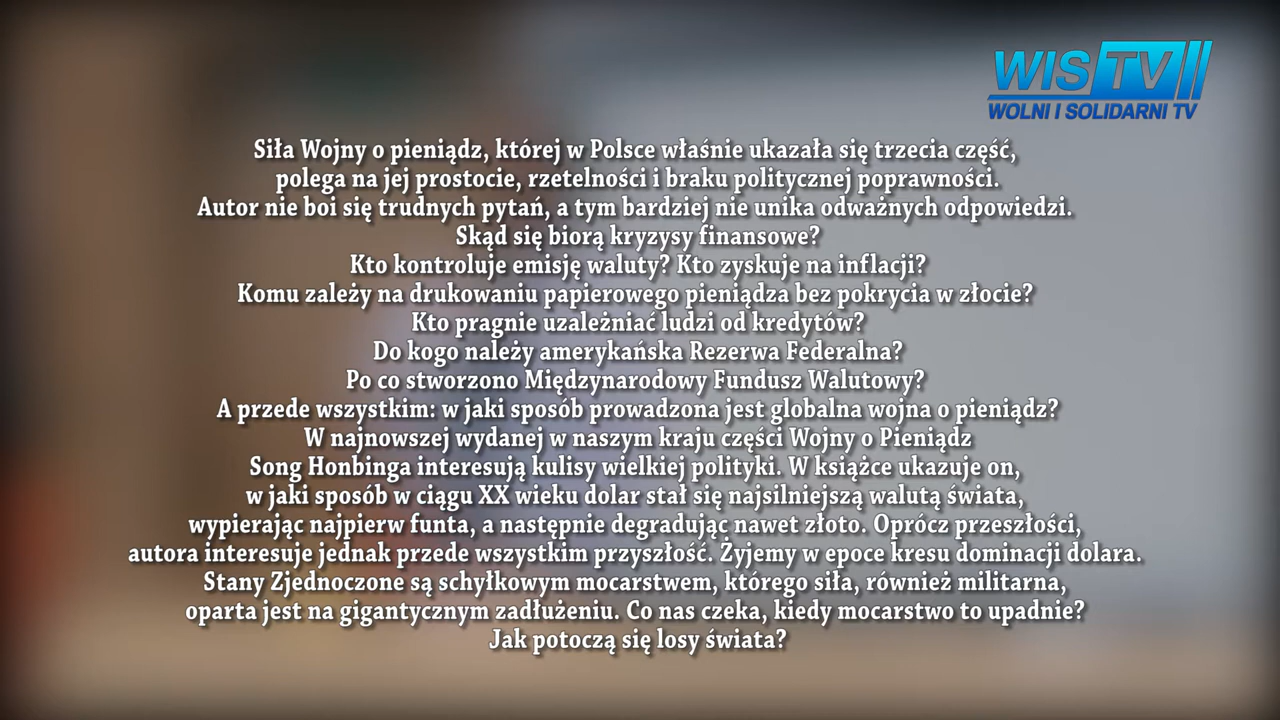 WIS TV
WOLNI I SOLIDARNI TV
Siła Wojny o pieniądz, której w Polsce właśnie ukazała się trzecia część,
polega na jej prostocie, rzetelności i braku politycznej poprawności.
Autor nie boi się trudnych pytań, a tym bardziej nie unika odważnych odpowiedzi.
Skąd się biorą kryzysy finansowe?
Kto kontroluje emisję waluty? Kto zyskuje na inflacji?
Komu zależy na drukowaniu papierowego pieniądza bez pokrycia w złocie?
Kto pragnie uzależniać ludzi od kredytów?
Do kogo należy amerykańska Rezerwa Federalna?
Po co stworzono Międzynarodowy Fundusz Walutowy?
A przede wszystkim: w jaki sposób prowadzona jest globalna wojna o pieniądz?
W najnowszej wydanej w naszym kraju części Wojny o Pieniądz
Song Honbinga interesują kulisy wielkiej polityki. W książce ukazuje on,
w jaki sposób w ciągu XX wieku dolar stał się najsilniejszą walutą świata,
wypierając najpierw funta, a następnie degradując nawet złoto. Oprócz przeszłości,
autora interesuje jednak przede wszystkim przyszłość. Żyjemy w epoce kresu dominacji dolara.
Stany Zjednoczone są schyłkowym mocarstwem, którego siła, również militarna,
oparta jest na gigantycznym zadłużeniu. Co nas czeka, kiedy mocarstwo to upadnie?
Jak potoczą się losy świata?